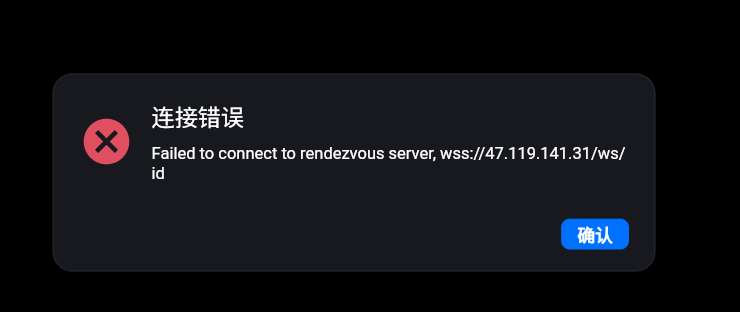 连接错误
Failed to connect to rendezvous server, wss://47.119.141.31/ws/
id
确认